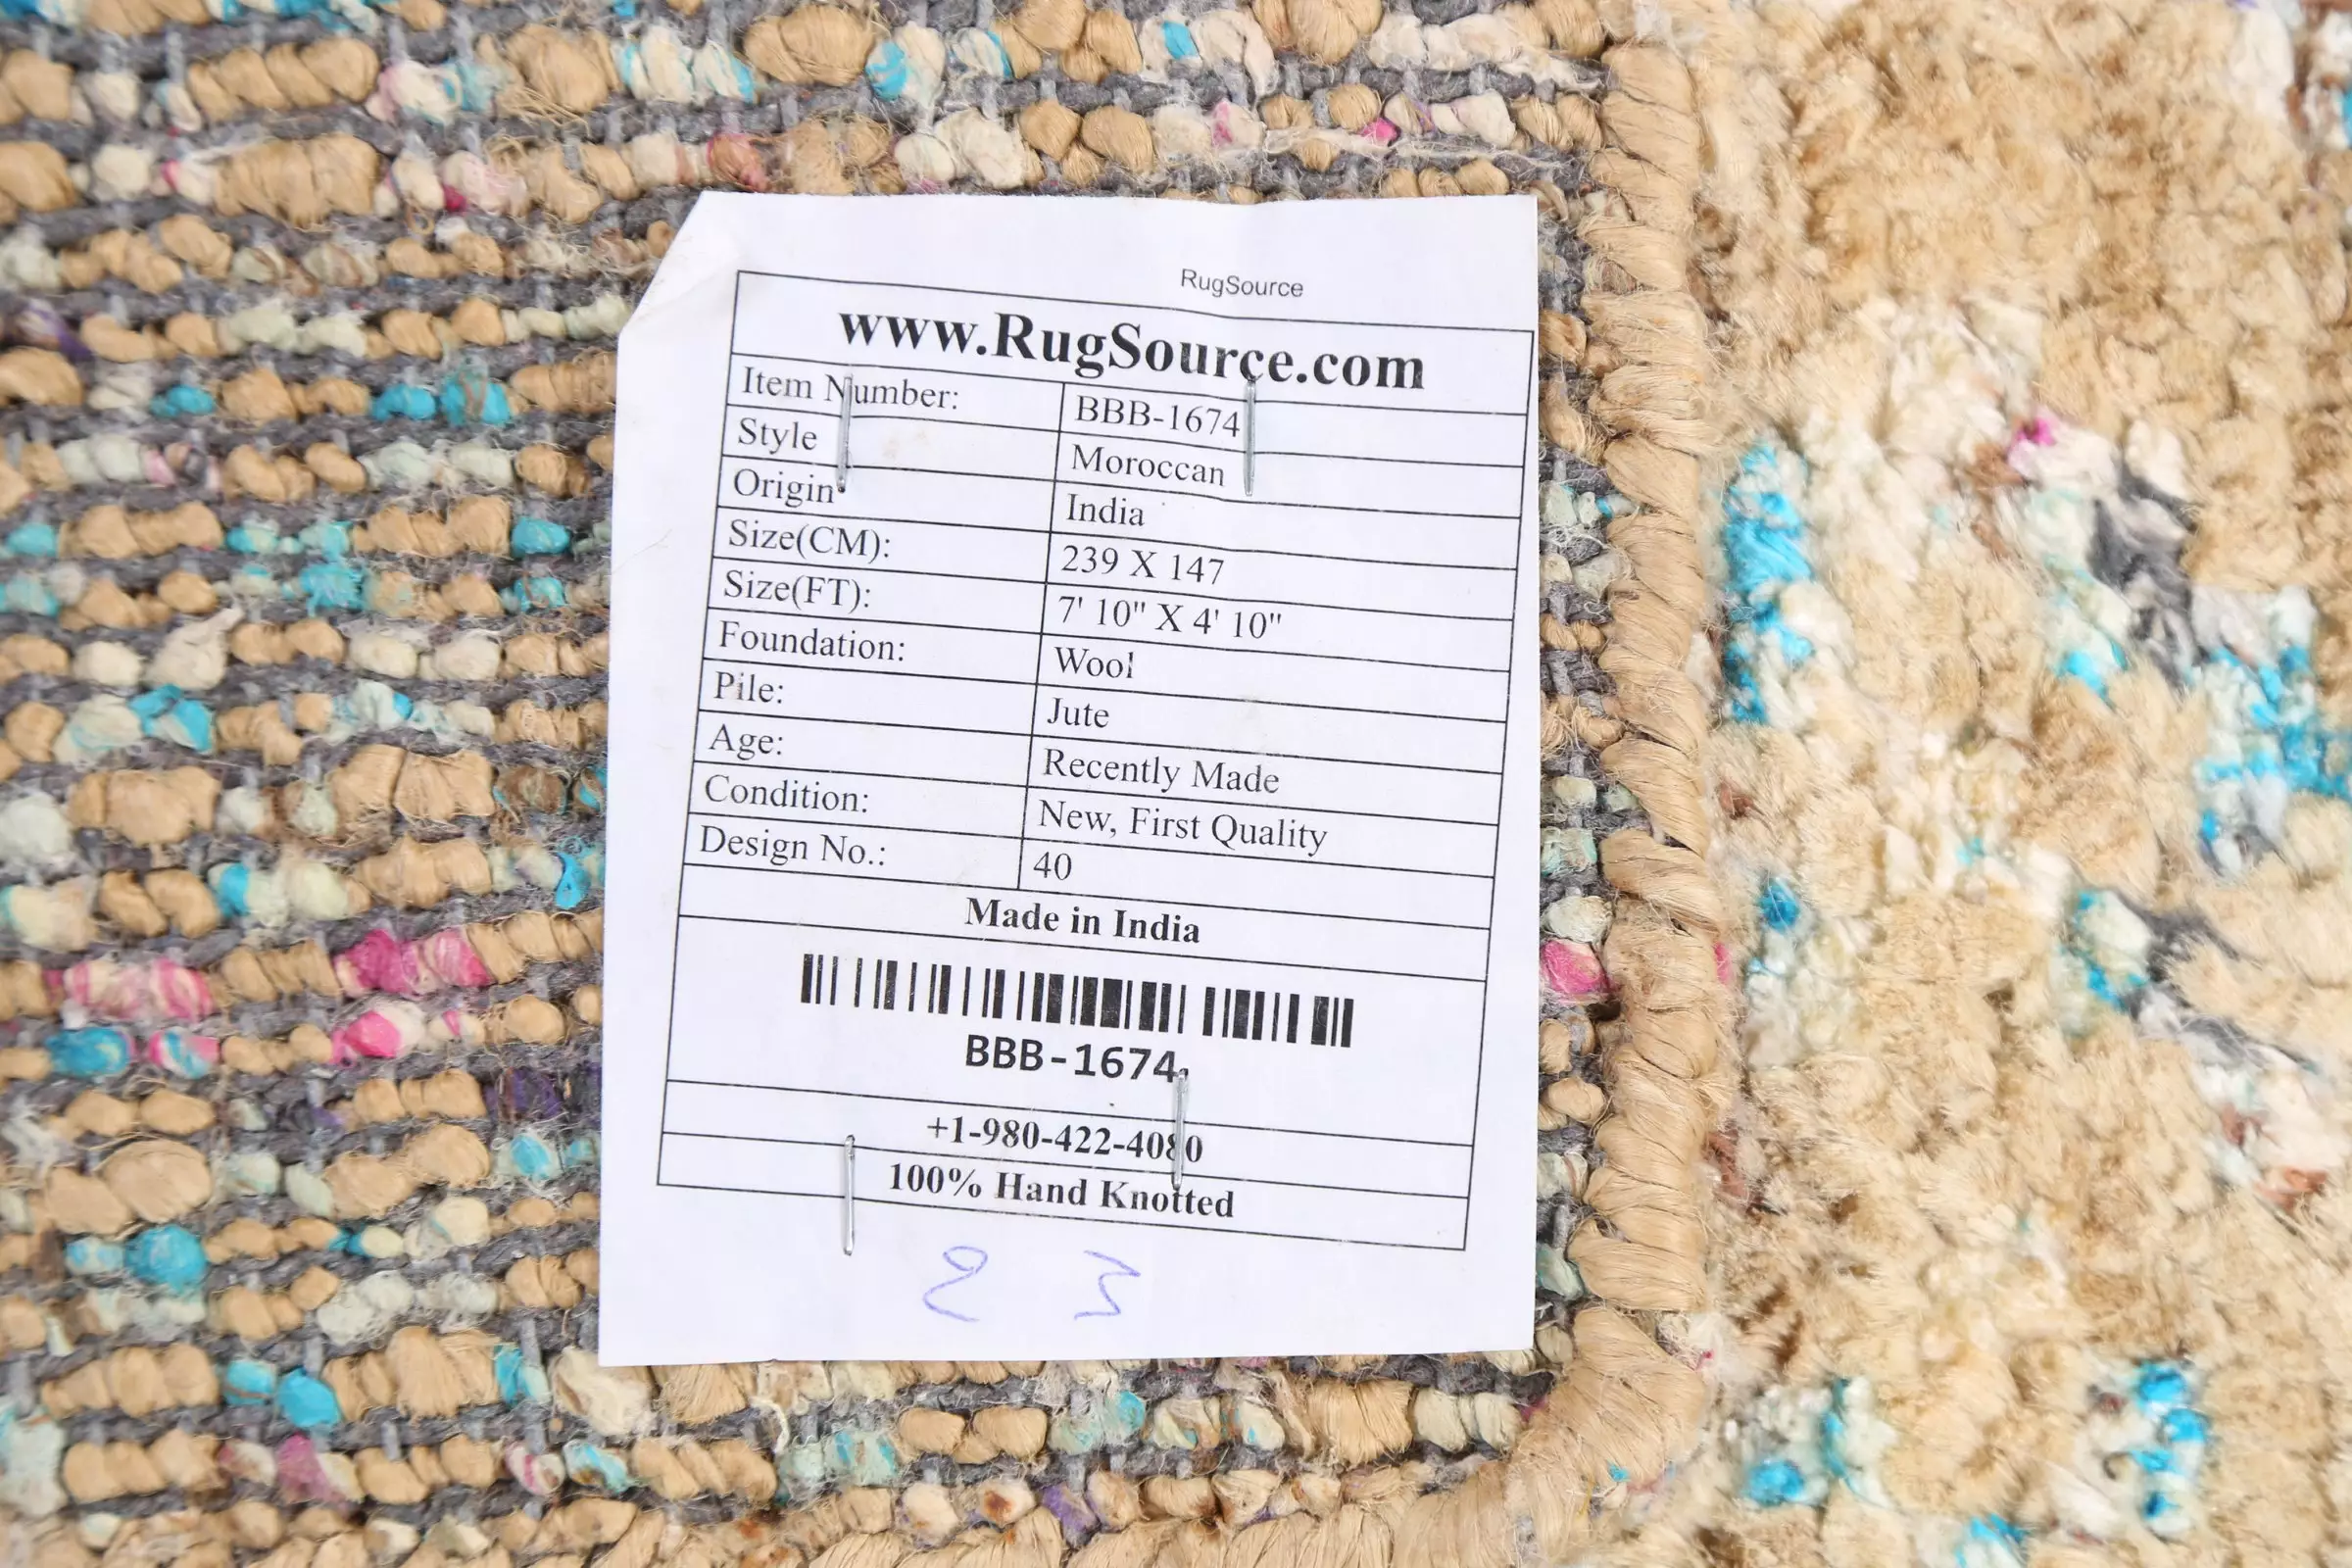 RugSource
www.RugSource.com
Item Number: BBB-1674
Style Moroccan
Origin India
Size(CM): 239 X 147
Size(FT): 7' 10" X 4' 10"
Foundation: Wool
Pile: Jute
Age: Recently Made
Condition: New, First Quality
Design No.: 40
Made in India
BBB-1674
+1-980-422-4080
100% Hand Knotted
2 3